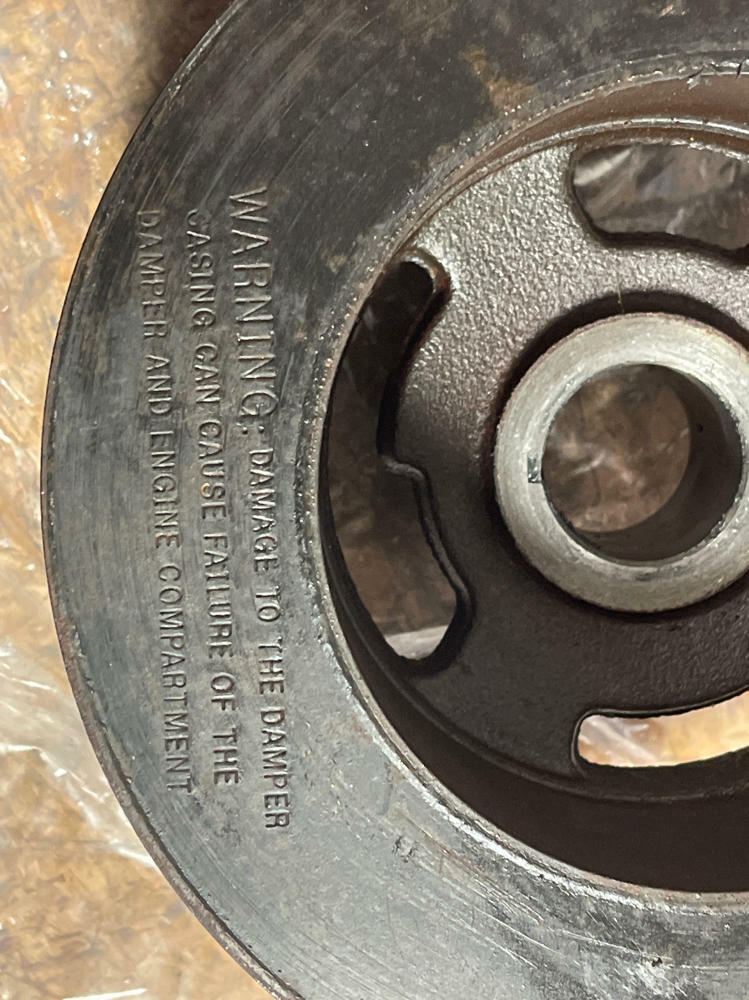 WARNING: DAMAGE TO THE DAMPER
CASING CAN CAUSE FAILURE OF THE
DAMPER AND ENGINE COMPARTMENT